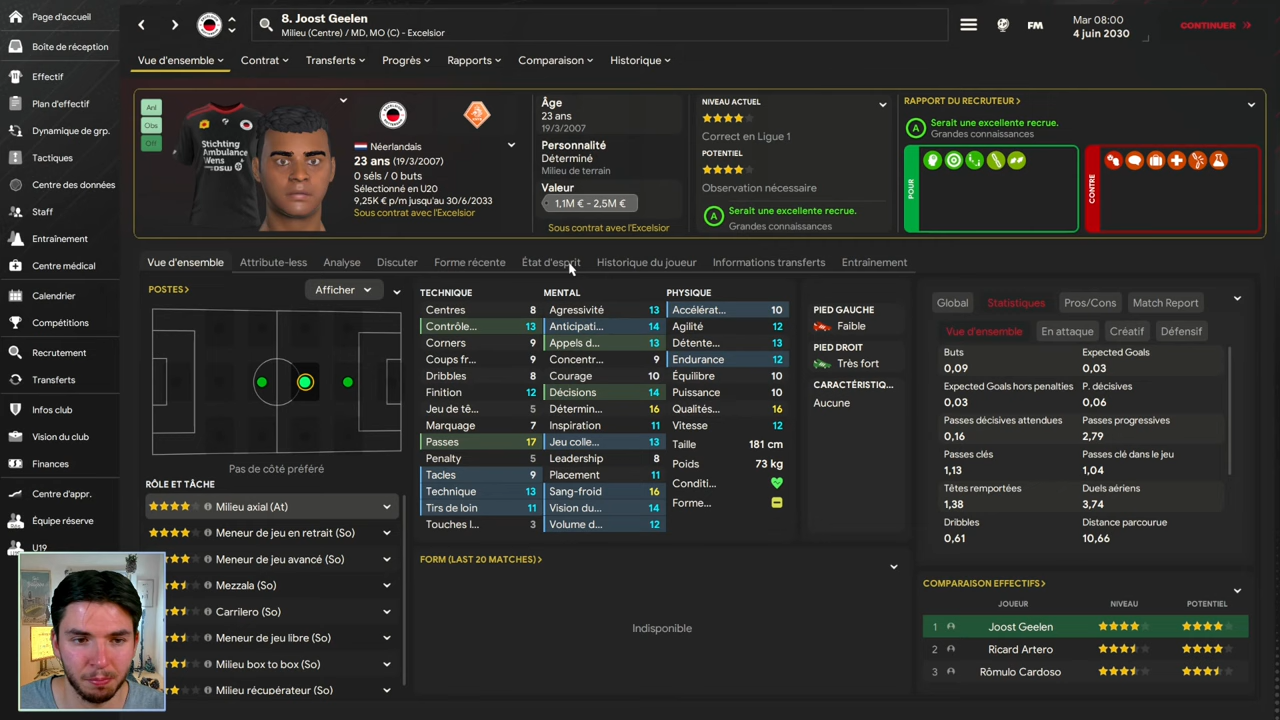 Page d'accueil
Boîte de réception
Effectif
Plan d'effectif
Dynamique de grp.
Tactiques
Centre des données
Staff
Entraînement
Centre médical
Calendrier
Compétitions
Recrutement
Transferts
Infos club
Vision du club
Finances
Centre d'appr.
Équipe réserve
U19
8. Joost Geelen
Milieu (Centre) / MD, MO (C) - Excelsior
FM
Mar 08:00
4 juin 2030
CONTINUER
Vue d'ensemble
Contrat
Transferts
Progrès
Rapports
Comparaison
Historique
Anl
Obs
Stichting
Ambulance
Wens
Néerlandais
23 ans (19/3/2007)
0 séls / 0 buts
Sélectionné en U20
9,25K € p/m jusqu'au 30/6/2033
Sous contrat avec l'Excelsior
Âge
23 ans
19/3/2007
Personnalité
Déterminé
Milieu de terrain
Valeur
1,1M € - 2,5M €
Sous contrat avec l'Excelsior
NIVEAU ACTUEL
Correct en Ligue 1
POTENTIEL
Observation nécessaire
A Serait une excellente recrue.
Grandes connaissances
RAPPORT DU RECRUTEUR >
A Serait une excellente recrue.
Grandes connaissances
POUR
CONTRE
Vue d'ensemble
Attribute-less
Analyse
Discuter
Forme récente
État d'esprit
Historique du joueur
Informations transferts
Entraînement
POSTES >
Afficher
Pas de côté préféré
RÔLE ET TÂCHE
Milieu axial (At)
Meneur de jeu en retrait (So)
Meneur de jeu avancé (So)
Mezzala (So)
Carrilero (So)
Meneur de jeu libre (So)
Milieu box to box (So)
Milieu récupérateur (So)
TECHNIQUE
Centres 8
Contrôle... 13
Corners 9
Coups fr... 9
Dribbles 8
Finition 12
Jeu de tê... 5
Marquage 7
Passes 17
Penalty 5
Tacles 9
Technique 13
Tirs de loin 11
Touches l... 3
MENTAL
Agressivité 13
Anticipati... 14
Appels d... 13
Concentr... 9
Courage 10
Décisions 14
Détermin... 16
Inspiration 11
Jeu colle... 13
Leadership 8
Placement 11
Sang-froid 16
Vision du... 14
Volume d... 12
PHYSIQUE
Accélérat... 10
Agilité 12
Détente... 13
Endurance 12
Équilibre 10
Puissance 10
Qualités... 16
Vitesse 12
Taille 181 cm
Poids 73 kg
Conditi...
Forme...
PIED GAUCHE
Faible
PIED DROIT
Très fort
CARACTÉRISTIQ...
Aucune
FORM (LAST 20 MATCHES) >
Indisponible
Global
Statistiques
Pros/Cons
Match Report
Vue d'ensemble
En attaque
Créatif
Défensif
Buts Expected Goals
0,09 0,03
Expected Goals hors penalties P. décisives
0,03 0,06
Passes décisives attendues Passes progressives
0,16 2,79
Passes clés Passes clé dans le jeu
1,13 1,04
Têtes remportées Duels aériens
1,38 3,74
Dribbles Distance parcourue
0,61 10,66
COMPARAISON EFFECTIFS >
JOUEUR NIVEAU POTENTIEL
1 Joost Geelen
2 Ricard Artero
3 Rômulo Cardoso